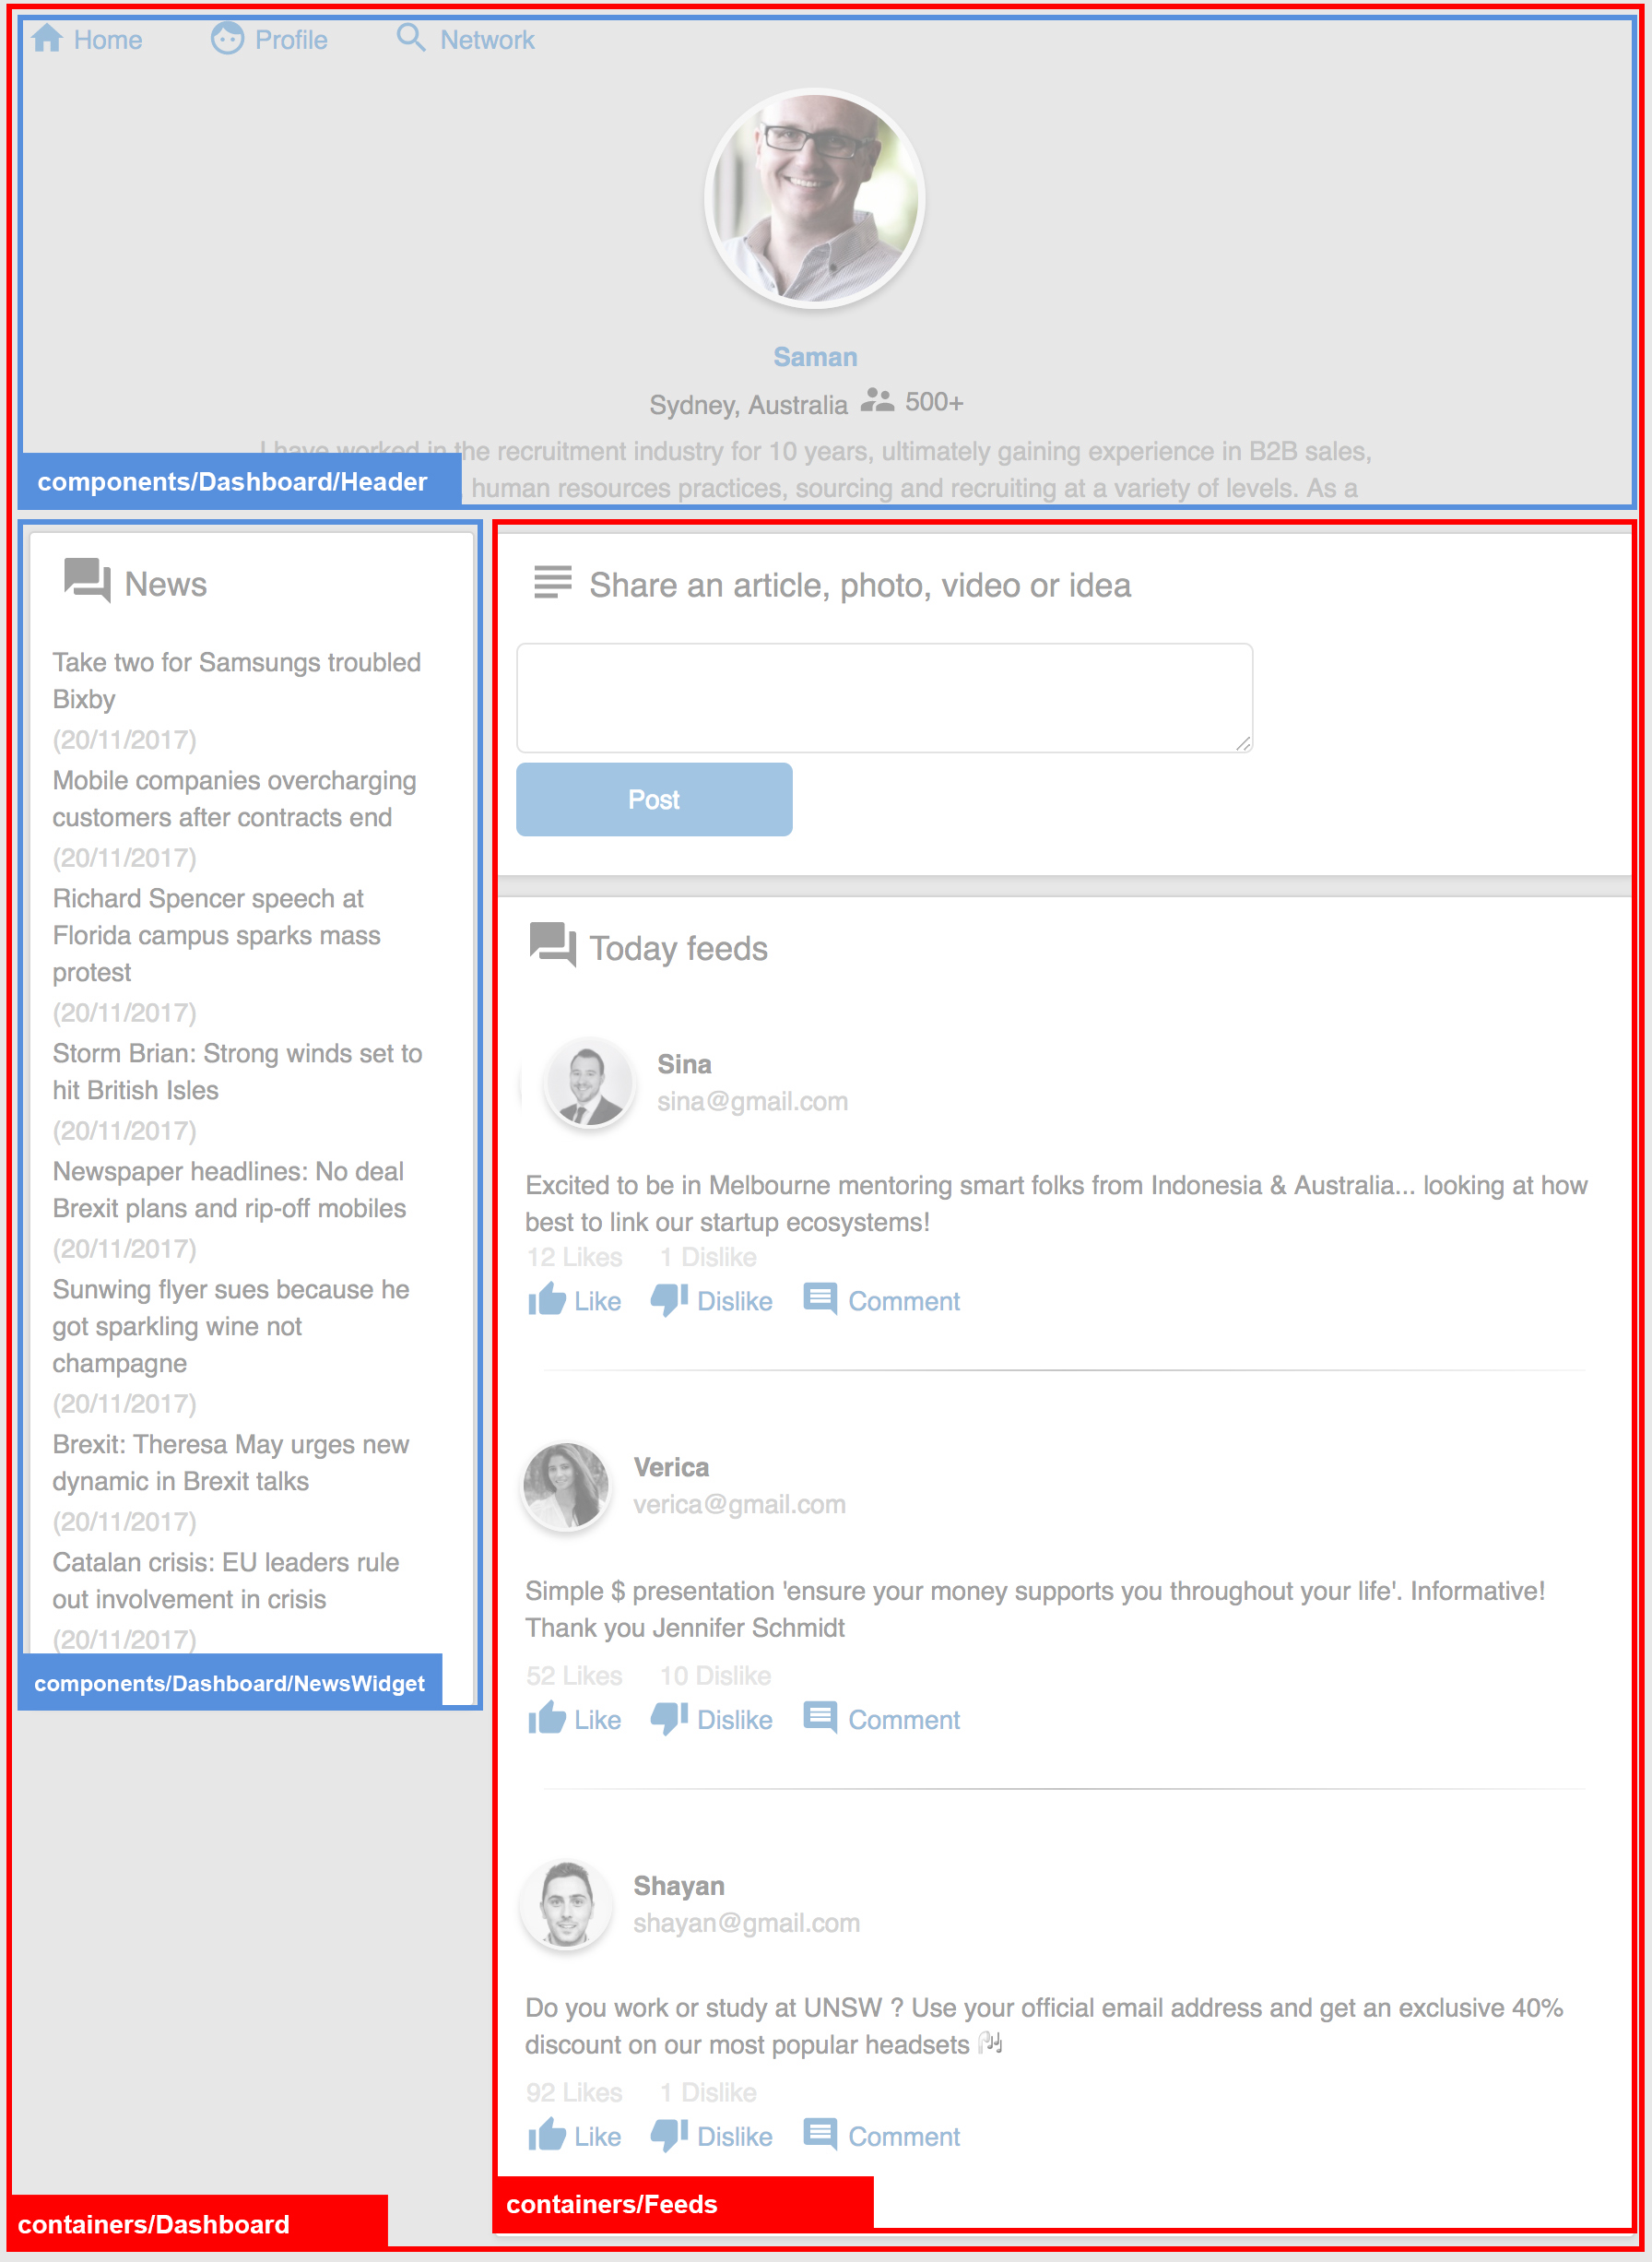 Home Profile Network
Saman
Sydney, Australia 500+
I have worked in the recruitment industry for 10 years, ultimately gaining experience in B2B sales,
human resources practices, sourcing and recruiting at a variety of levels. As a
components/Dashboard/Header
News
Take two for Samsungs troubled
Bixby
(20/11/2017)
Mobile companies overcharging
customers after contracts end
(20/11/2017)
Richard Spencer speech at
Florida campus sparks mass
protest
(20/11/2017)
Storm Brian: Strong winds set to
hit British Isles
(20/11/2017)
Newspaper headlines: No deal
Brexit plans and rip-off mobiles
(20/11/2017)
Sunwing flyer sues because he
got sparkling wine not
champagne
(20/11/2017)
Brexit: Theresa May urges new
dynamic in Brexit talks
(20/11/2017)
Catalan crisis: EU leaders rule
out involvement in crisis
(20/11/2017)
components/Dashboard/NewsWidget
Share an article, photo, video or idea
Post
Today feeds
Sina
sina@gmail.com
Excited to be in Melbourne mentoring smart folks from Indonesia & Australia... looking at how
best to link our startup ecosystems!
12 Likes 1 Dislike
Like Dislike Comment
Verica
verica@gmail.com
Simple $ presentation 'ensure your money supports you throughout your life'. Informative!
Thank you Jennifer Schmidt
52 Likes 10 Dislike
Like Dislike Comment
Shayan
shayan@gmail.com
Do you work or study at UNSW ? Use your official email address and get an exclusive 40%
discount on our most popular headsets
92 Likes 1 Dislike
Like Dislike Comment
containers/Feeds
containers/Dashboard